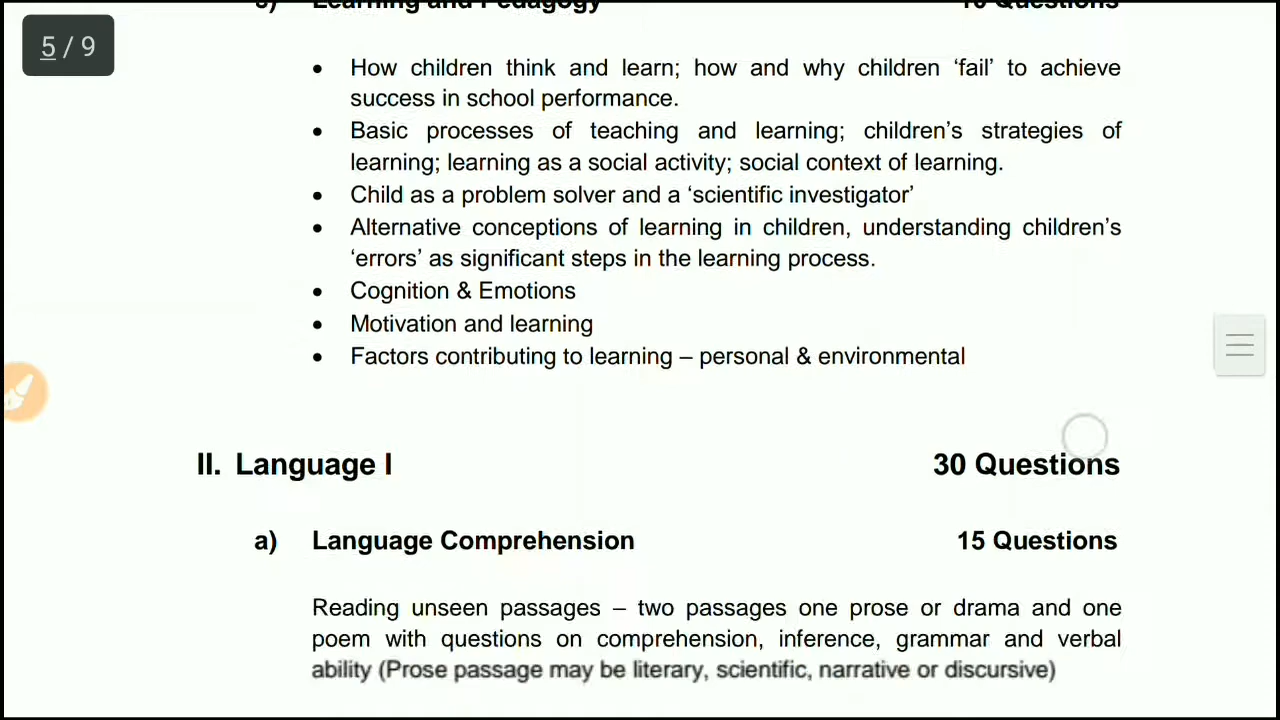 Learning and Pedagogy 10 Questions
5 / 9
• How children think and learn; how and why children ‘fail’ to achieve
success in school performance.
• Basic processes of teaching and learning; children’s strategies of
learning; learning as a social activity; social context of learning.
• Child as a problem solver and a ‘scientific investigator’
• Alternative conceptions of learning in children, understanding children’s
‘errors’ as significant steps in the learning process.
• Cognition & Emotions
• Motivation and learning
• Factors contributing to learning – personal & environmental
II. Language I 30 Questions
a) Language Comprehension 15 Questions
Reading unseen passages – two passages one prose or drama and one
poem with questions on comprehension, inference, grammar and verbal
ability (Prose passage may be literary, scientific, narrative or discursive)